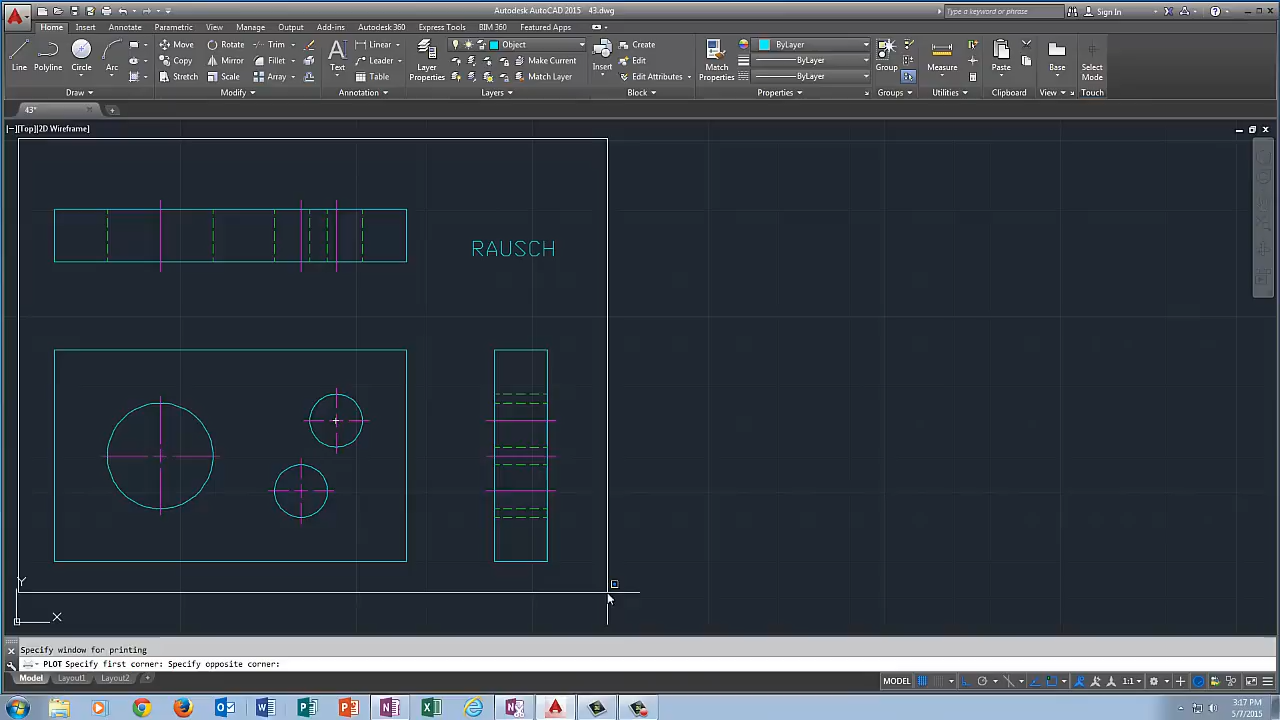 Autodesk AutoCAD 2015 43.dwg
Type a keyword or phrase
Sign In
Home Insert Annotate Parametric View Manage Output Add-ins Autodesk 360 Express Tools BIM 360 Featured Apps
Line Polyline Circle Arc
Move Rotate Trim
Copy Mirror Fillet
Stretch Scale Array
Text Linear
Leader
Table
Layer Properties
Object
Make Current
Match Layer
Insert
Create
Edit
Edit Attributes
Match Properties
ByLayer
ByLayer
ByLayer
Group
Measure
Paste
Base
Select Mode
Draw Modify Annotation Layers Block Properties Groups Utilities Clipboard View Touch
43*
[−][Top][2D Wireframe]
RAUSCH
Y
X
Specify window for printing
PLOT Specify first corner: Specify opposite corner:
Model Layout1 Layout2
MODEL
1:1
3:17 PM
5/7/2015